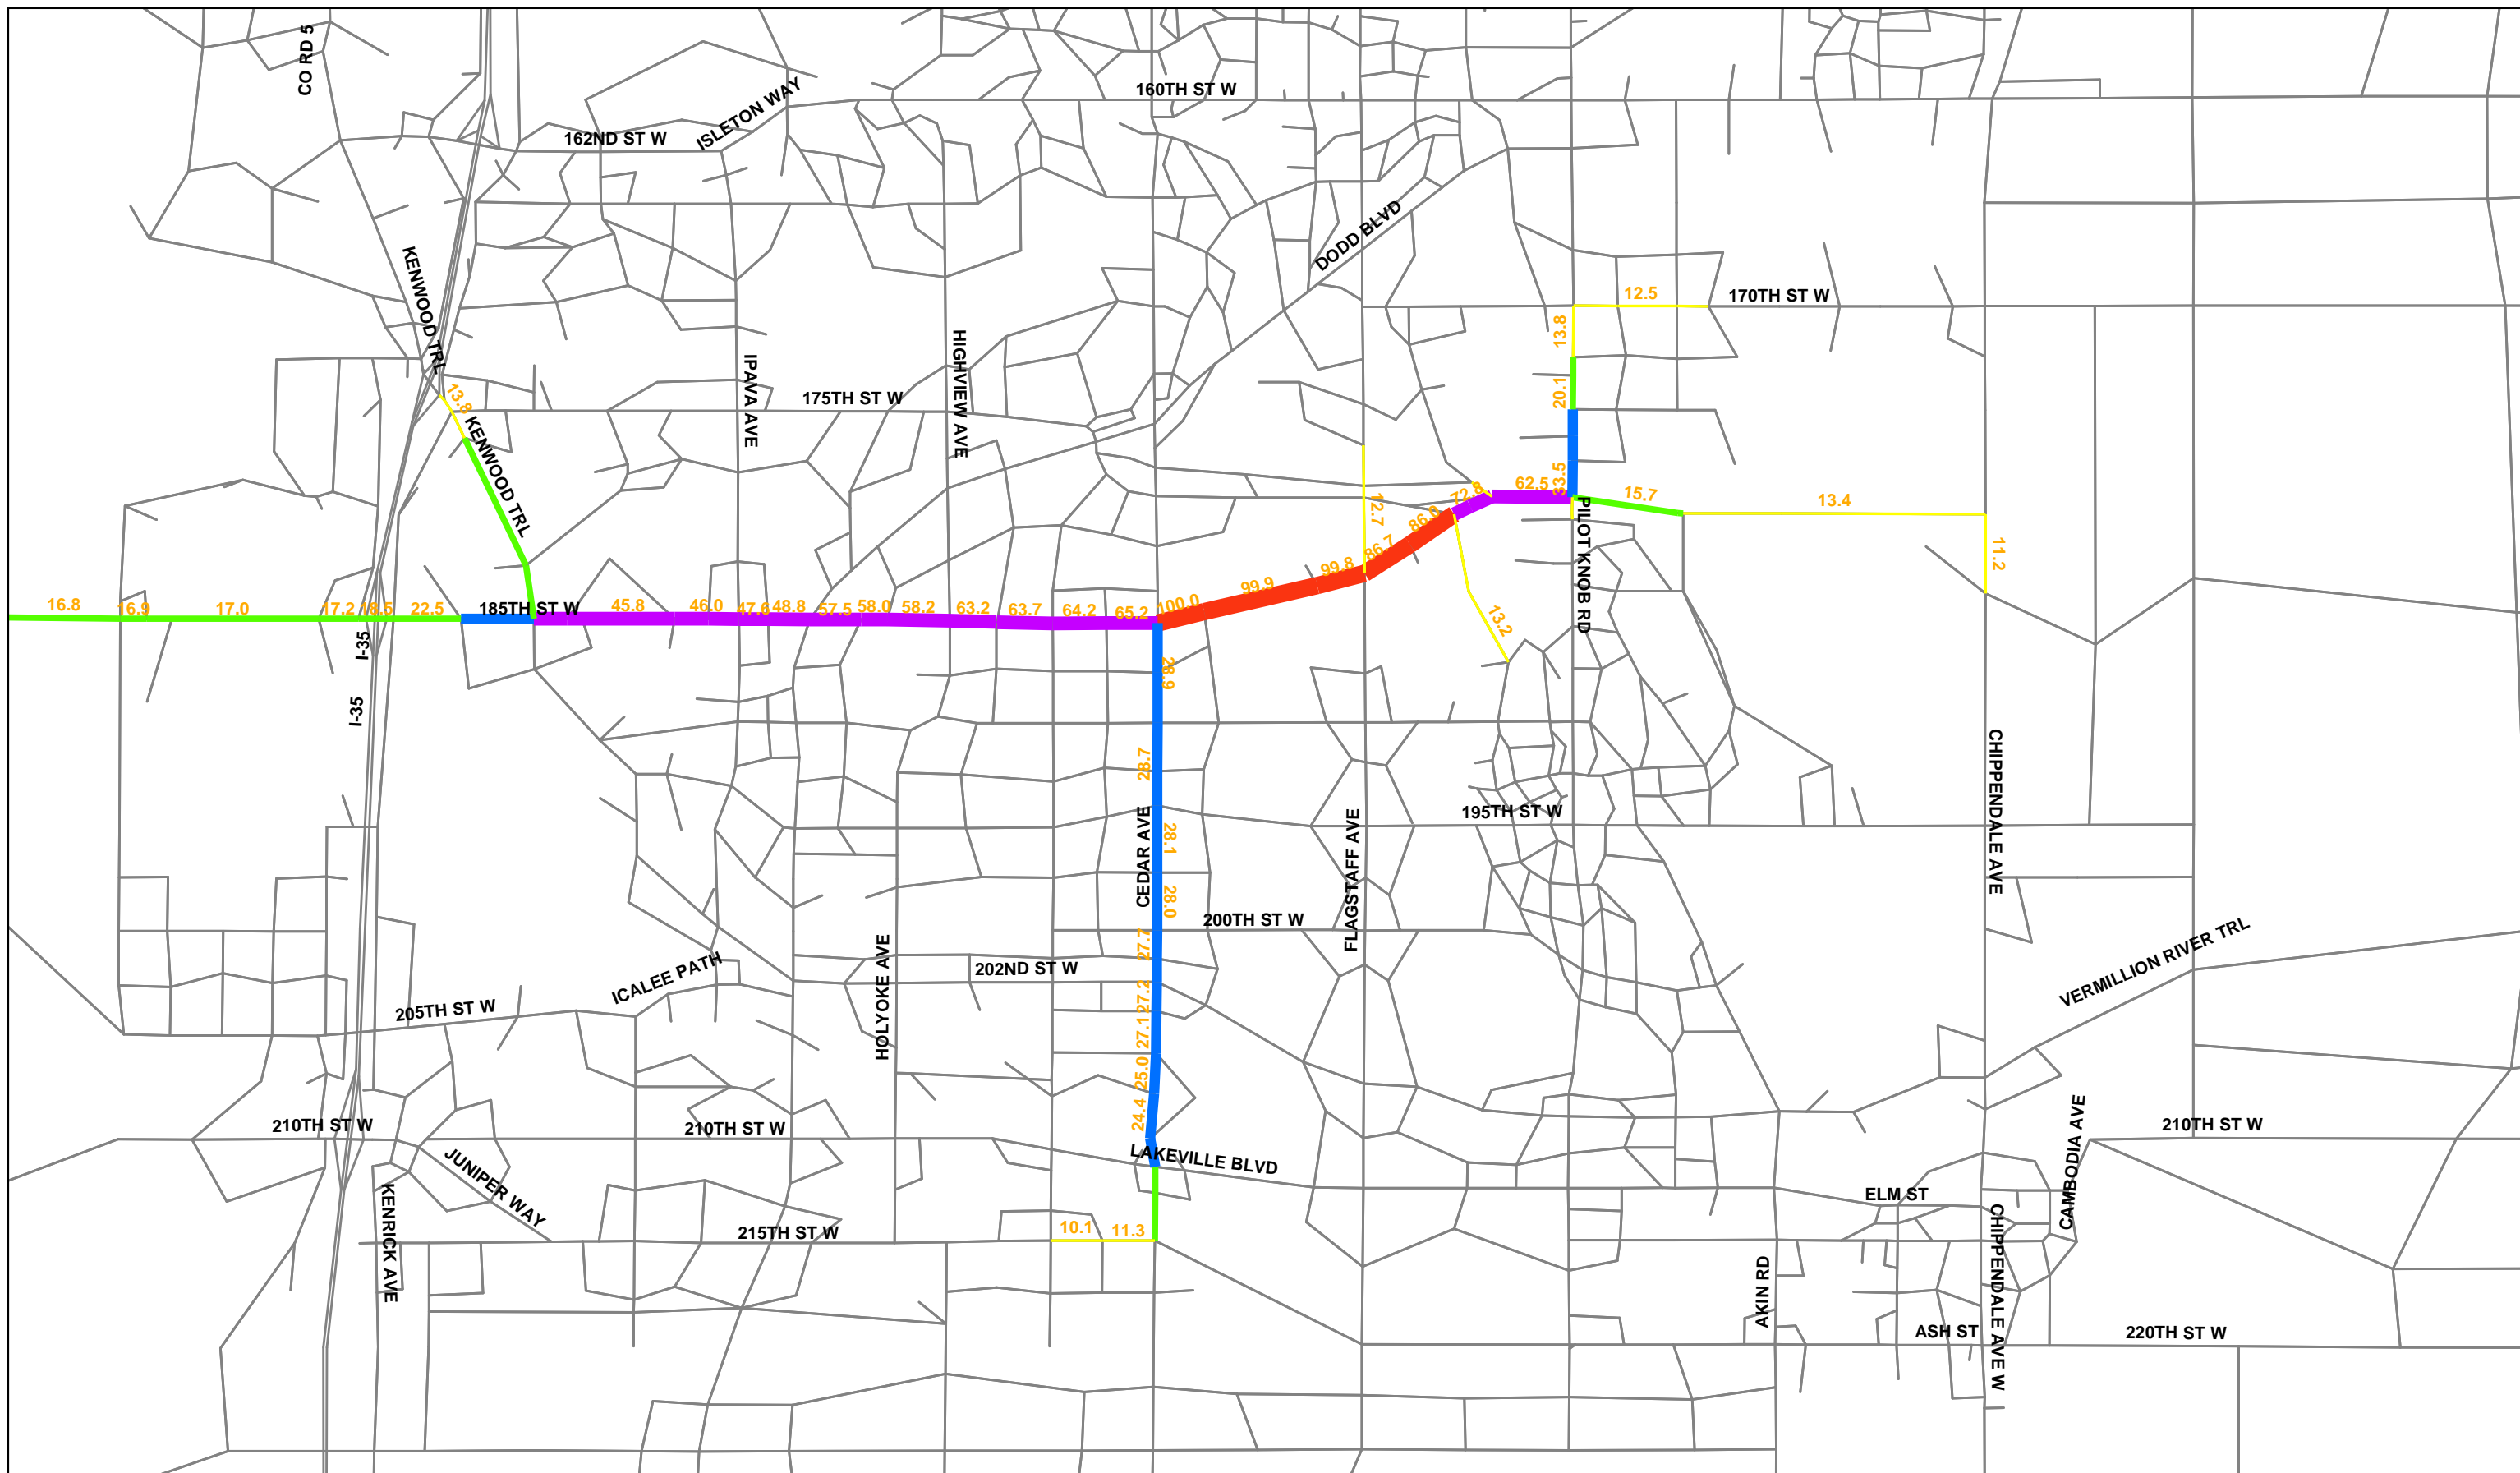 CO RD 5
160TH ST W
ISLETON WAY
162ND ST W
DODD BLVD
KENWOOD TRL
12.5
170TH ST W
13.8
HIGHVIEW AVE
IPAVA AVE
20.1
13.8
175TH ST W
KENWOOD TRL
33.5
62.5
72.8
15.7
13.4
12.7
86.0
PILOT KNOB RD
86.7
11.2
99.8
99.9
100.0
13.2
16.8
16.9
17.0
17.2
18.5
22.5
185TH ST W
45.8
46.0
47.6
48.8
57.5
58.0
58.2
63.2
63.7
64.2
65.2
I-35
28.9
I-35
28.7
CHIPPENDALE AVE
195TH ST W
28.1
CEDAR AVE
FLAGSTAFF AVE
28.0
200TH ST W
27.7
HOLYOKE AVE
202ND ST W
ICALEE PATH
VERMILLION RIVER TRL
205TH ST W
27.2
27.1
25.0
24.4
210TH ST W
210TH ST W
210TH ST W
CAMBODIA AVE
LAKEVILLE BLVD
JUNIPER WAY
ELM ST
KENRICK AVE
215TH ST W
10.1
11.3
CHIPPENDALE AVE W
AKIN RD
ASH ST
220TH ST W